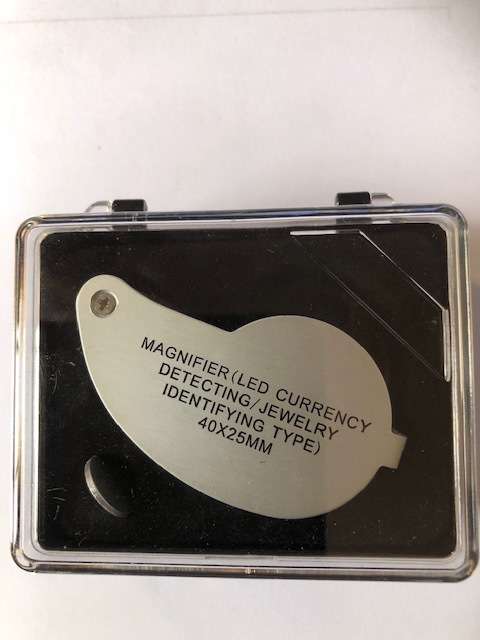 MAGNIFIER(LED CURRENCY
DETECTING/JEWELRY
IDENTIFYING TYPE)
40X25MM